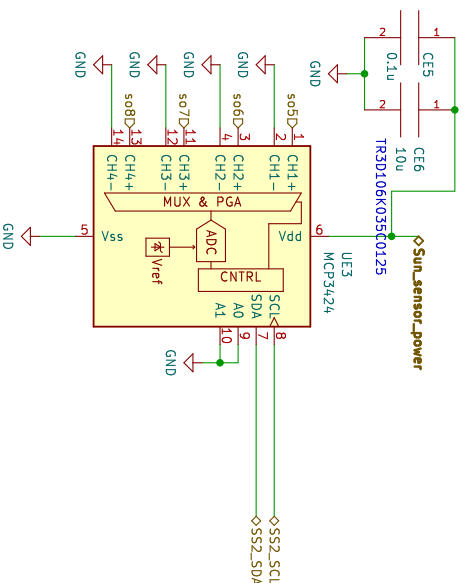 2
1
CE5
0.1u
GND
2
1
CE6
10u
TR3D106K035C0125
GND
GND
GND
GND
so8
so7
so6
so5
14
13
12
11
4
3
2
1
CH4-
CH4+
CH3-
CH3+
CH2-
CH2+
CH1-
CH1+
MUX & PGA
ADC
Vref
CNTRL
GND
5
Vss
Vdd
6
UE3
MCP3424
Sun_sensor_power
A1
A0
SDA
SCL
10
9
7
8
GND
SS2_SDA
SS2_SCL